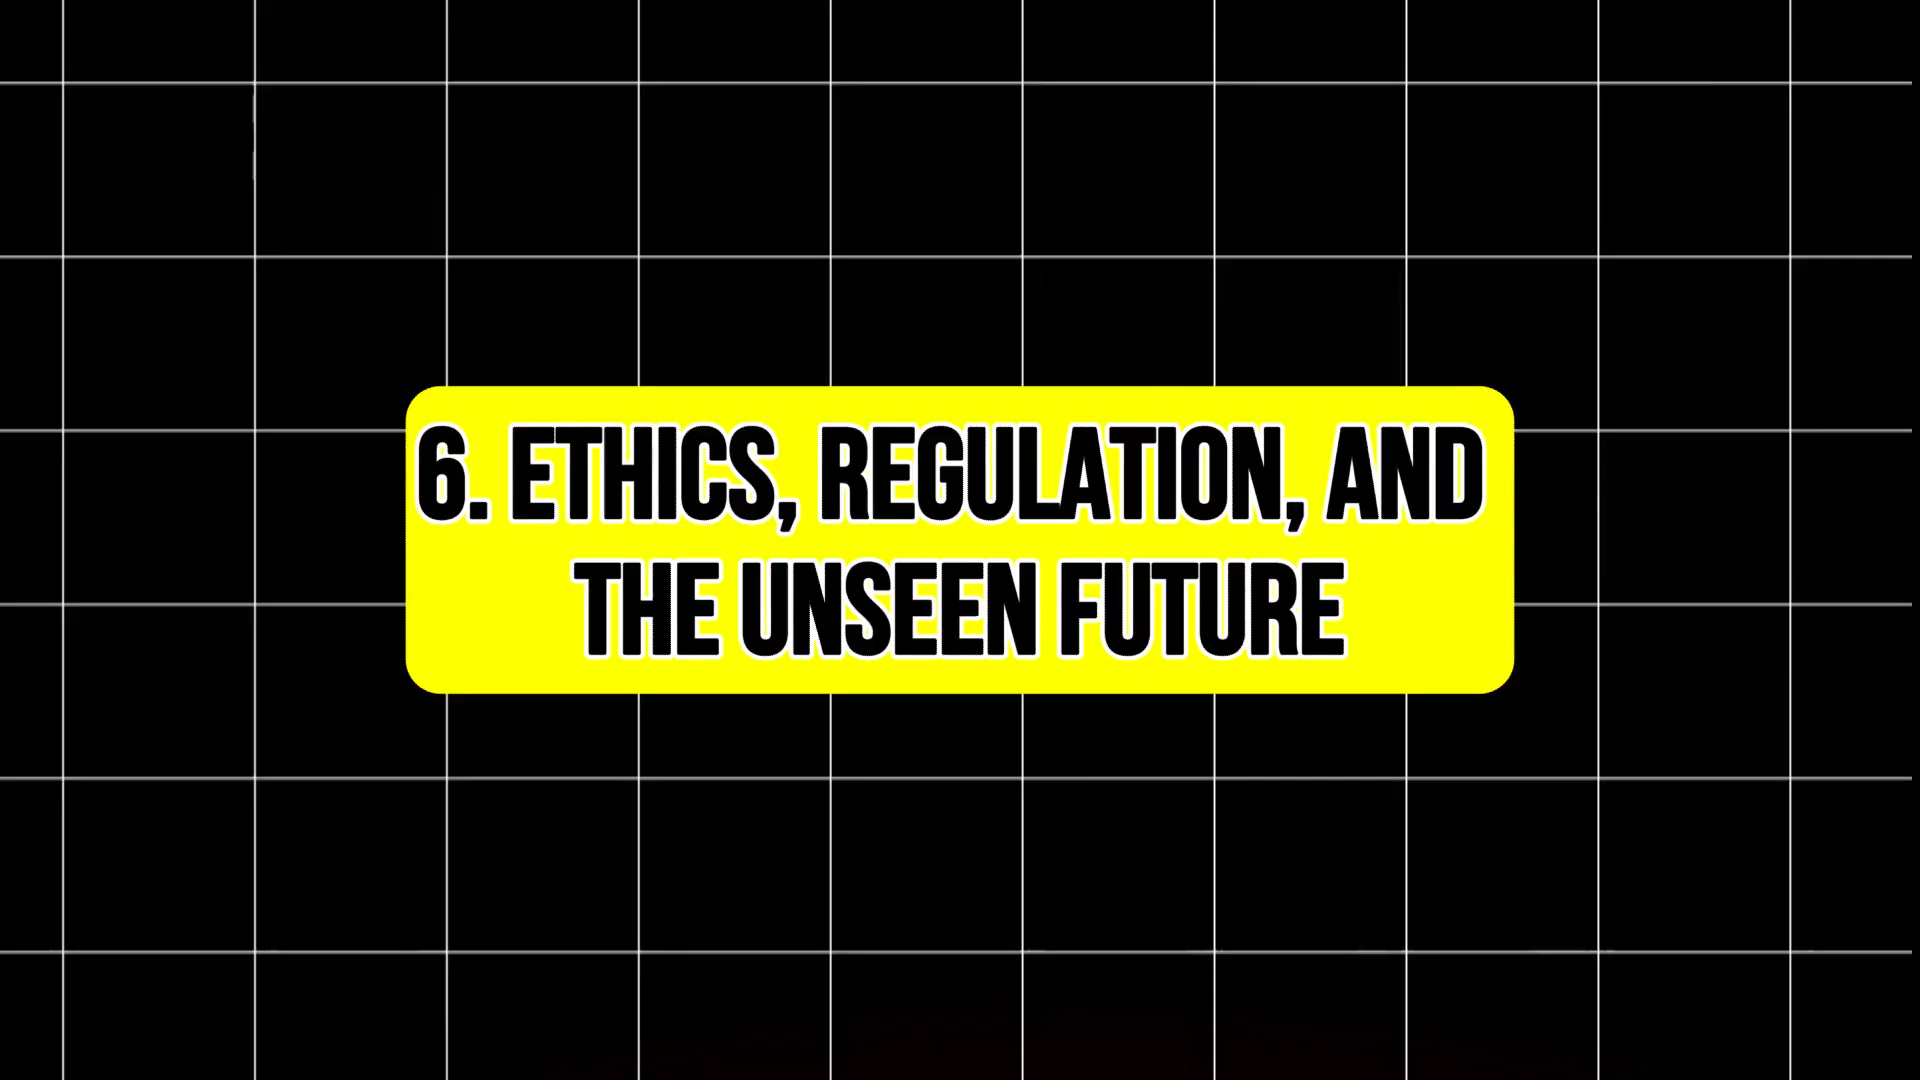 6. ETHICS, REGULATION, AND
THE UNSEEN FUTURE